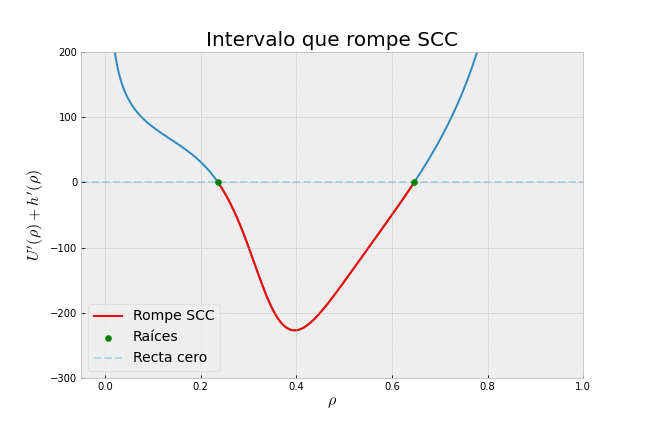 Intervalo que rompe SCC
200
100
0
−100
−200
−300
U′(ρ) + h′(ρ)
Rompe SCC
Raíces
Recta cero
0.0 0.2 0.4 0.6 0.8 1.0
ρ